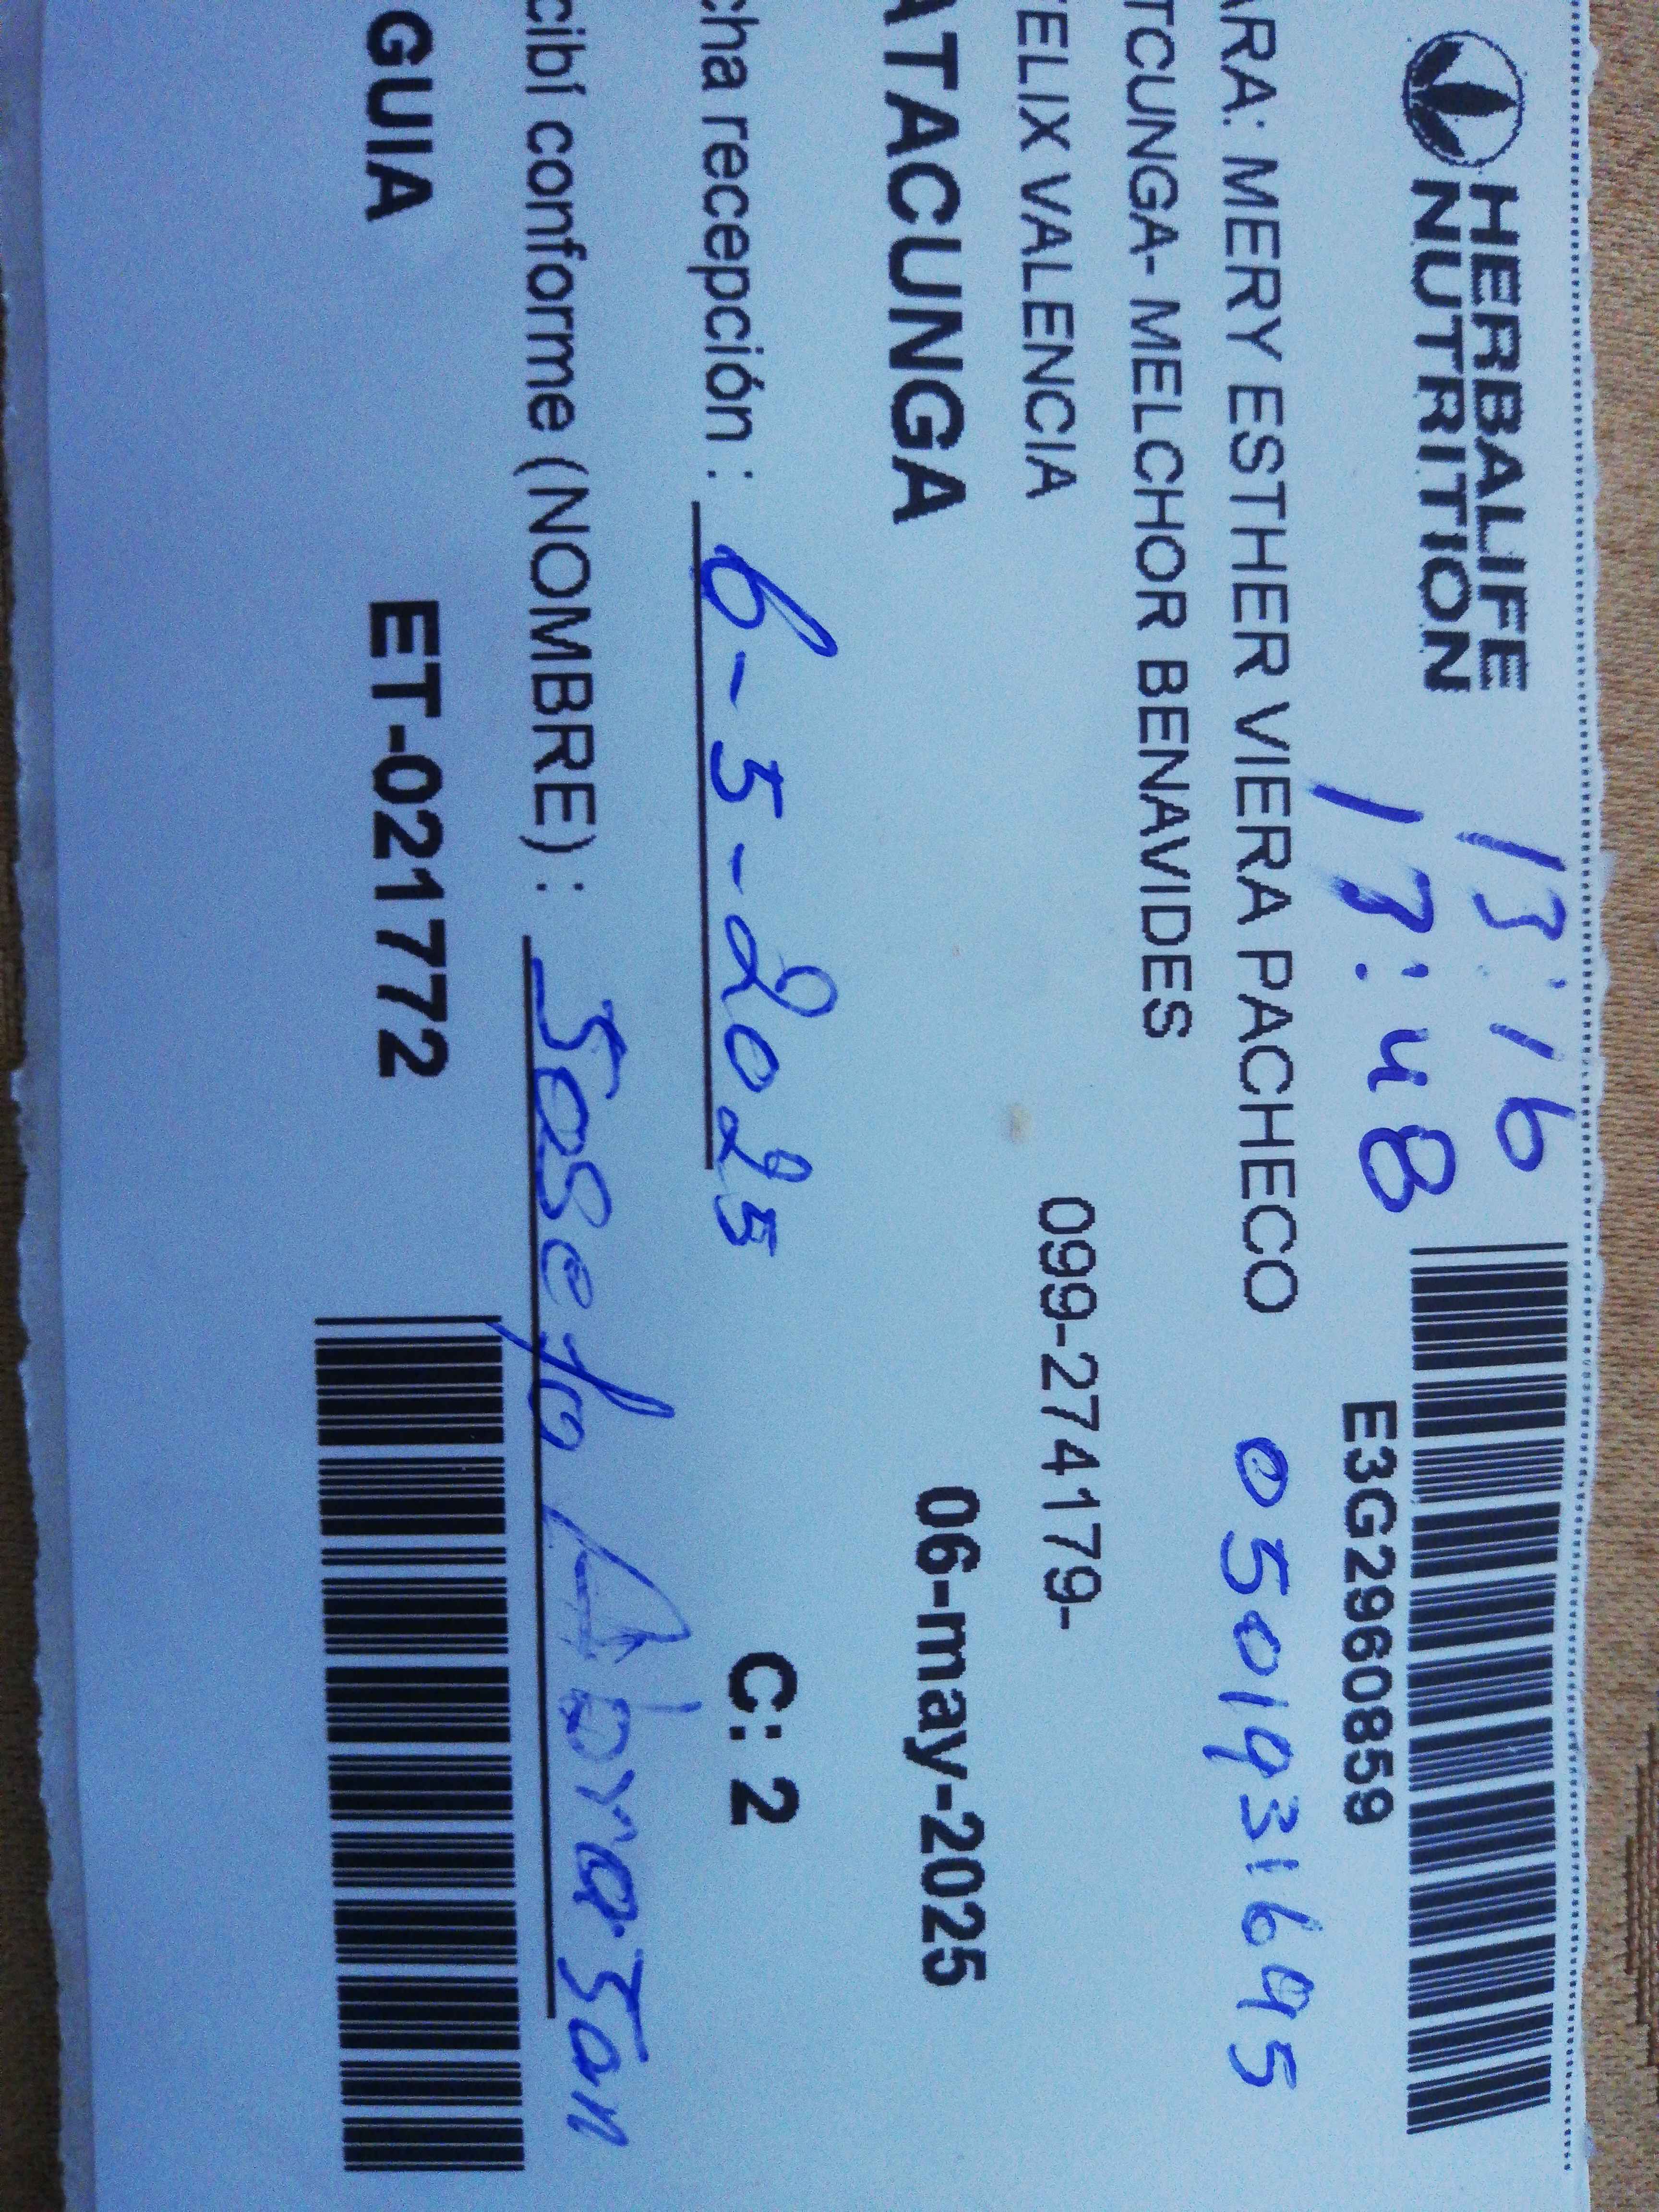 HERBALIFE
NUTRITION
13:16
17:48
E3G2960859
ARA: MERY ESTHER VIERA PACHECO 0501931695
TCUNGA- MELCHOR BENAVIDES
ELIX VALENCIA 099-274179-
ATACUNGA 06-may-2025
cha recepción : 6-5-2025 C: 2
cibí conforme (NOMBRE) : Josefa
GUIA ET-021772